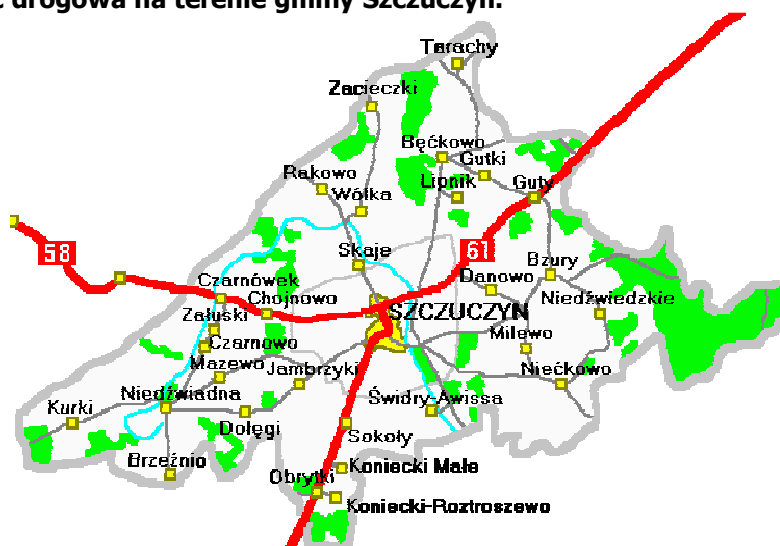 ć drogowa na terenie gminy Szczuczyn.
Tarachy
Zacieczki
Bęćkowo
Gutki
Rakowo
Lipnik
Guty
Wólka
58
Skaje
61
Bzury
Czarnówek
Danowo
Chojnowo
Niedźwiedzkie
Załuski
SZCZUCZYN
Czarnowo
Milewo
Mazewo
Jambrzyki
Niećkowo
Niedźwiadna
Kurki
Świdry-Awissa
Dołęgi
Sokoły
Brzeźnio
Koniecki Małe
Obrytki
Koniecki-Roztroszewo